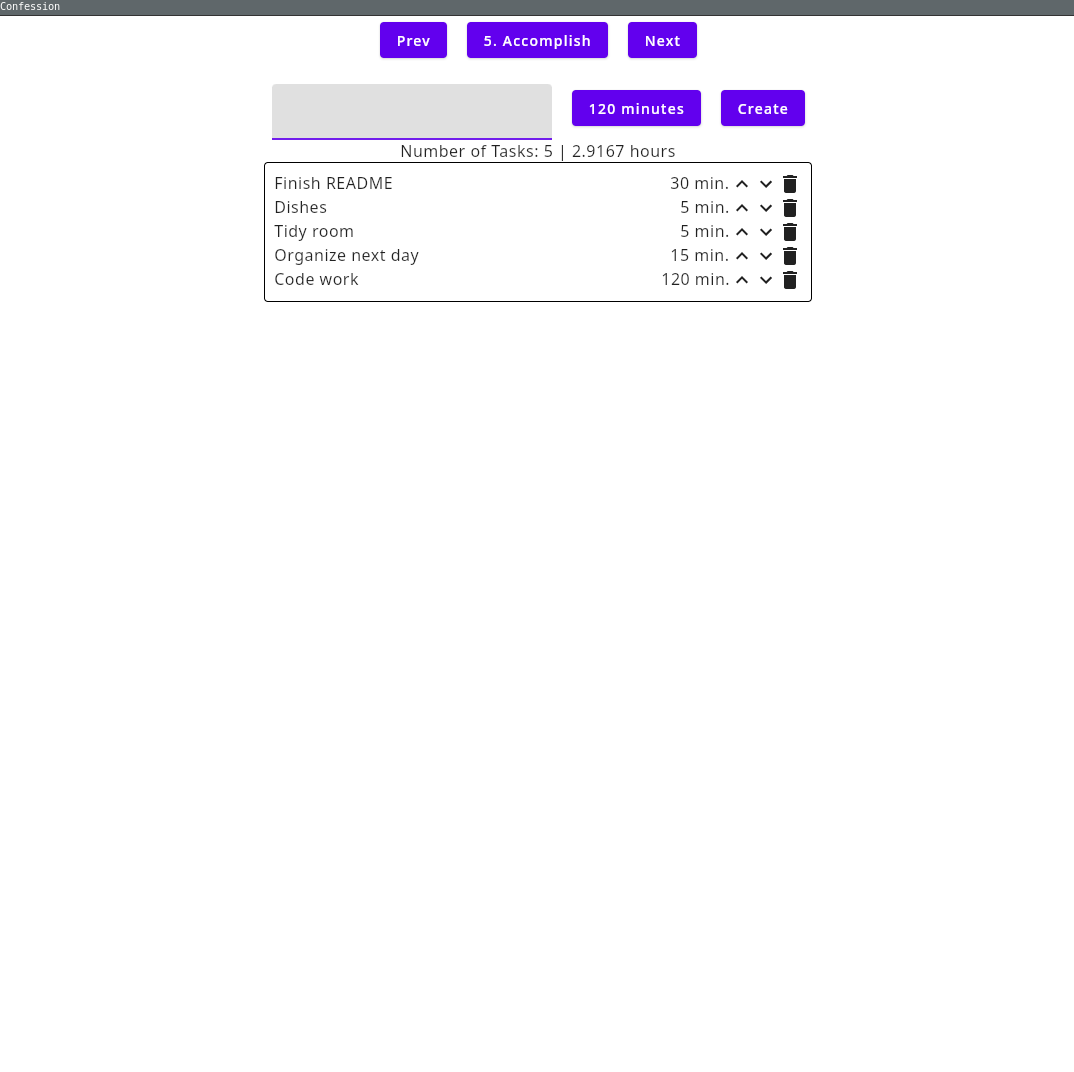 Confession
Prev 5. Accomplish Next
120 minutes Create
Number of Tasks: 5 | 2.9167 hours
Finish README 30 min.
Dishes 5 min.
Tidy room 5 min.
Organize next day 15 min.
Code work 120 min.